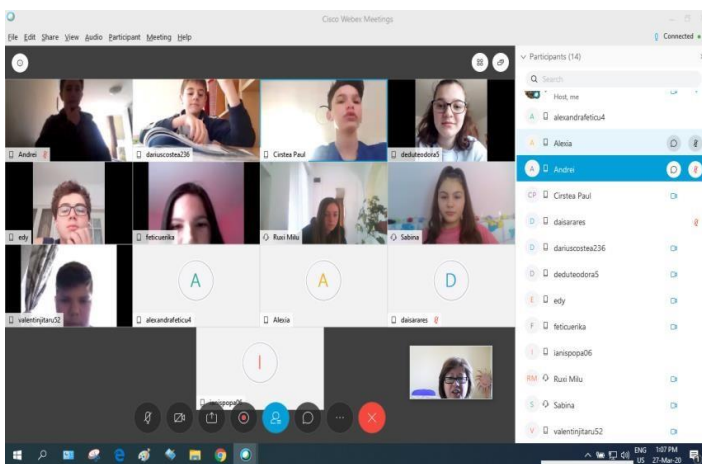 Cisco Webex Meetings
File Edit Share View Audio Participant Meeting Help
Connected
Participants (14)
Search
Host, me
A alexandrafeticu4
A Alexia
A Andrei
CP Cirstea Paul
D daisarares
D dariuscostea236
D deduteodora5
E edy
F feticuerika
I ianispopa06
RM Ruxi Milu
S Sabina
V valentinjitaru52
Andrei
dariuscostea236
Cirstea Paul
deduteodora5
edy
feticuerika
Ruxi Milu
Sabina
valentinjitaru52
A
alexandrafeticu4
A
Alexia
D
daisarares
I
ianispopa06
ENG
US
1:07 PM
27-Mar-20